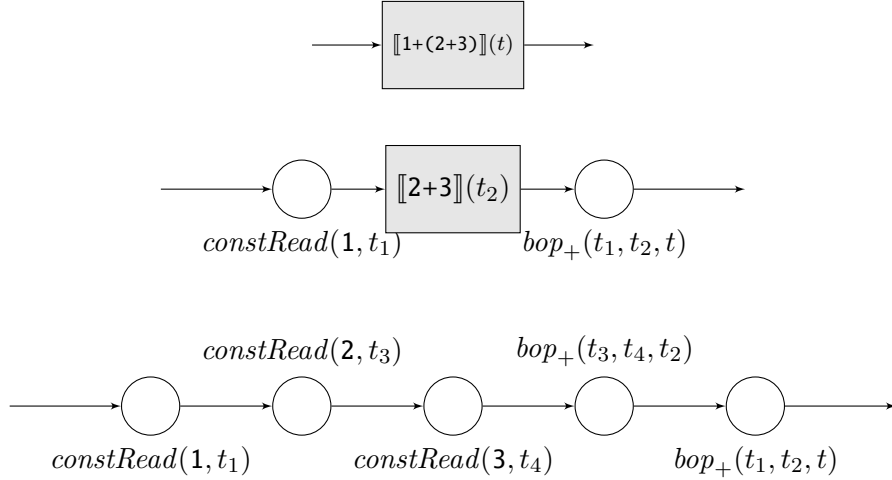 ⟦1+(2+3)⟧(t)
⟦2+3⟧(t₂)
constRead(1, t₁) bop₊(t₁, t₂, t)
constRead(2, t₃) bop₊(t₃, t₄, t₂)
constRead(1, t₁) constRead(3, t₄) bop₊(t₁, t₂, t)